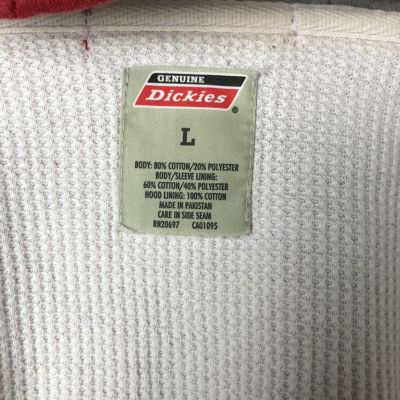 GENUINE
Dickies®
L
BODY: 80% COTTON/20% POLYESTER
BODY/SLEEVE LINING:
60% COTTON/40% POLYESTER
HOOD LINING: 100% COTTON
MADE IN PAKISTAN
CARE IN SIDE SEAM
RN20697 CA01095